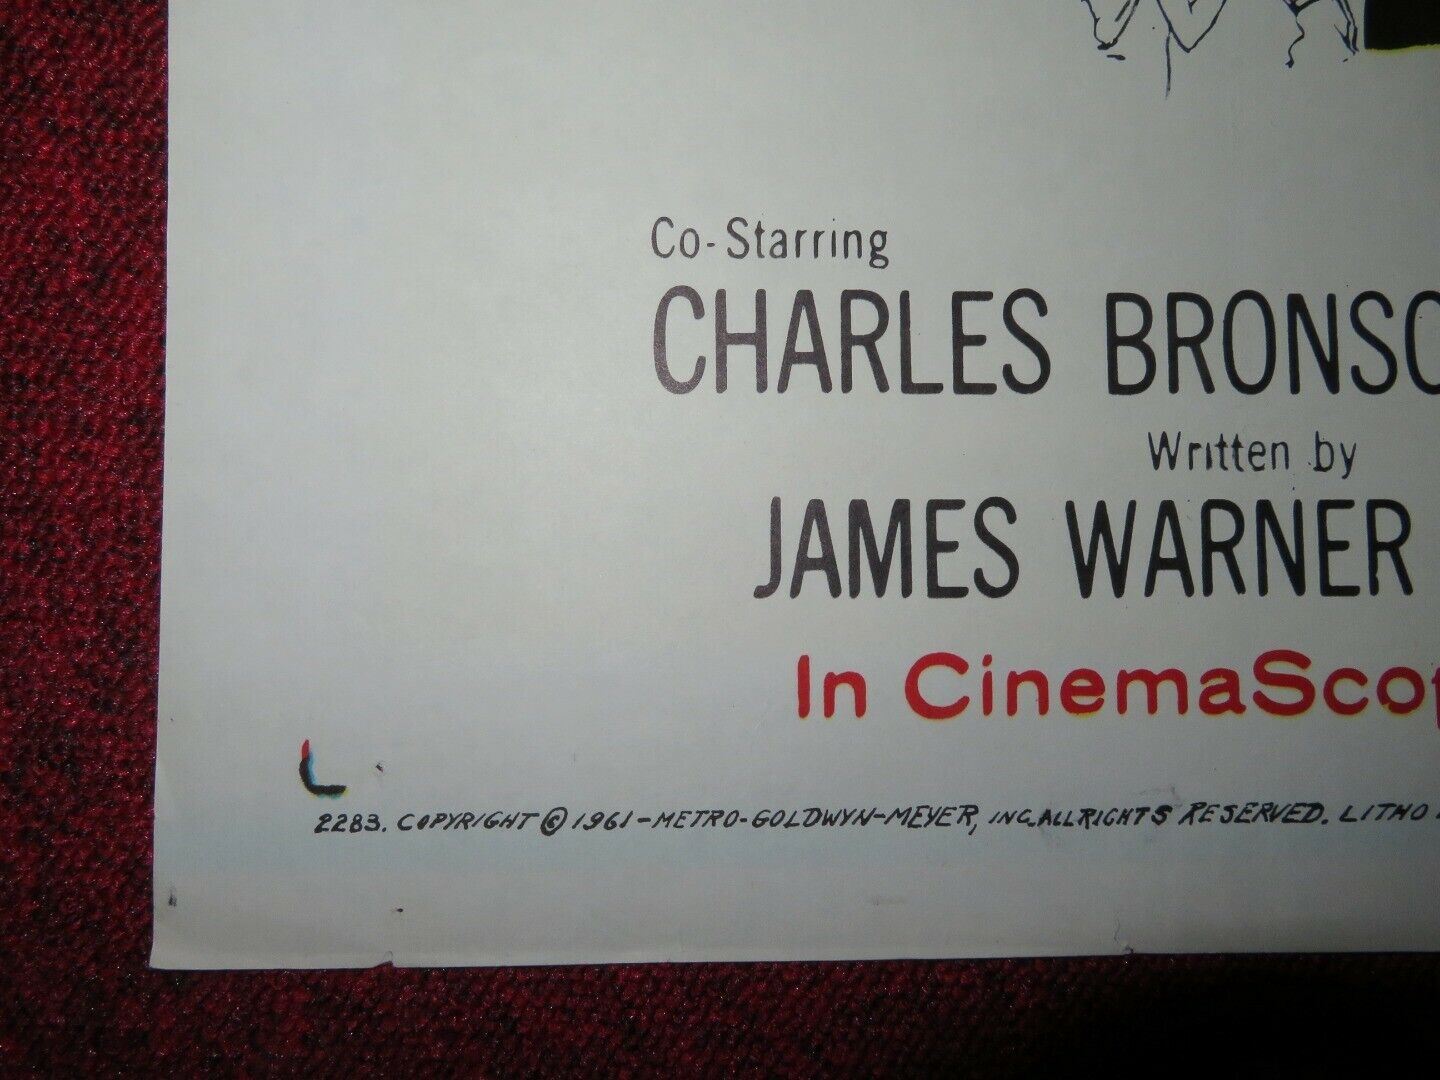 Co-Starring
CHARLES BRONSO
Written by
JAMES WARNER
In CinemaScop
2283. COPYRIGHT © 1961-METRO-GOLDWYN-MEYER, INC. ALL RIGHTS RESERVED. LITHO